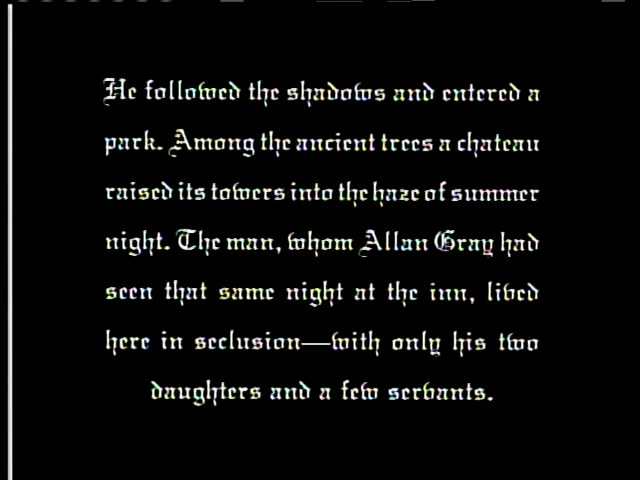 He followed the shadows and entered a
park. Among the ancient trees a chateau
raised its towers into the haze of summer
night. The man, whom Allan Gray had
seen that same night at the inn, lived
here in seclusion—with only his two
daughters and a few servants.